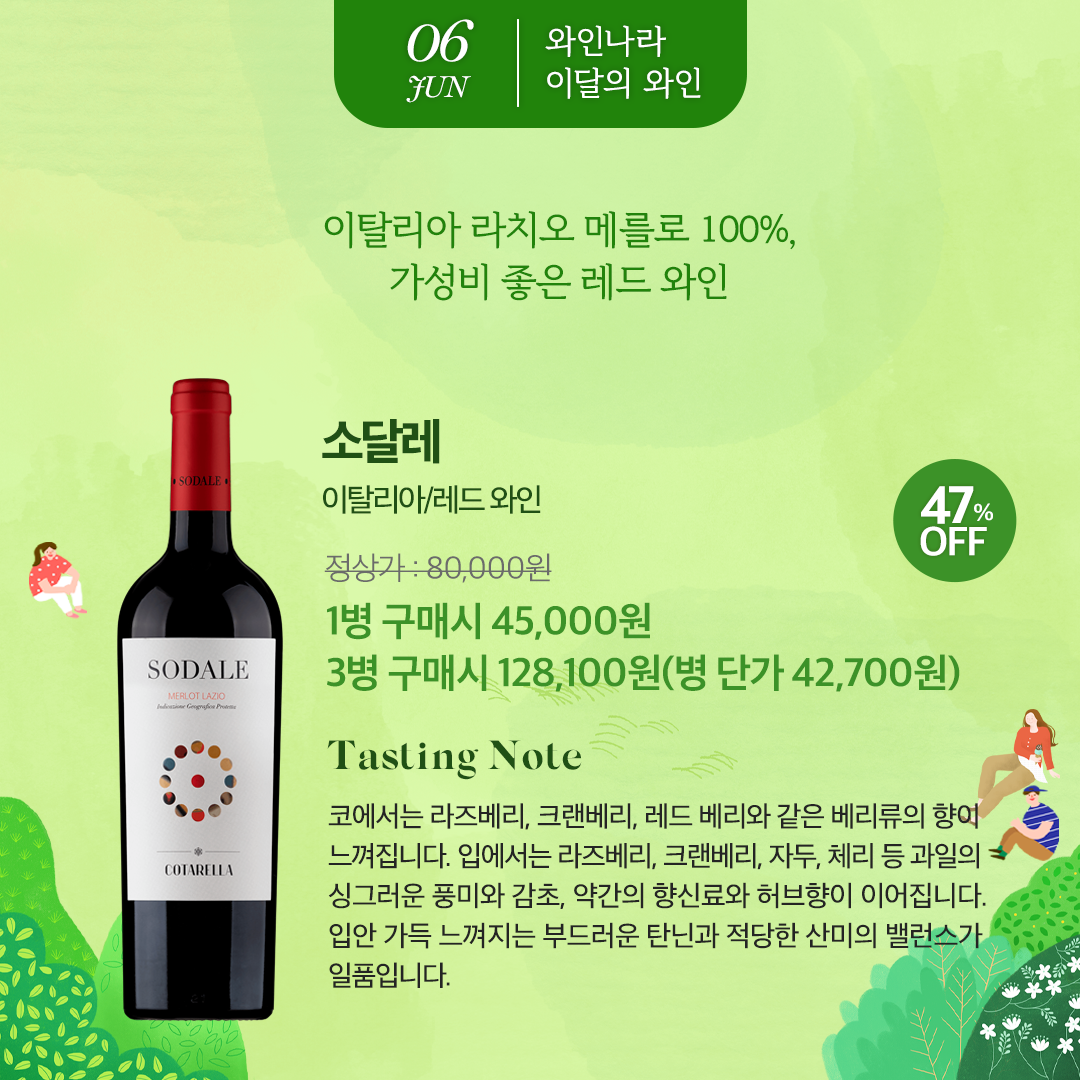 06
JUN
와인나라
이달의 와인
이탈리아 라치오 메를로 100%,
가성비 좋은 레드 와인
소달레
이탈리아/레드 와인
47%
OFF
정상가 : 80,000원
1병 구매시 45,000원
3병 구매시 128,100원(병 단가 42,700원)
Tasting Note
코에서는 라즈베리, 크랜베리, 레드 베리와 같은 베리류의 향이
느껴집니다. 입에서는 라즈베리, 크랜베리, 자두, 체리 등 과일의
싱그러운 풍미와 감초, 약간의 향신료와 허브향이 이어집니다.
입안 가득 느껴지는 부드러운 탄닌과 적당한 산미의 밸런스가
일품입니다.
SODALE
SODALE
MERLOT LAZIO
Indicazione Geografica Protetta
COTARELLA